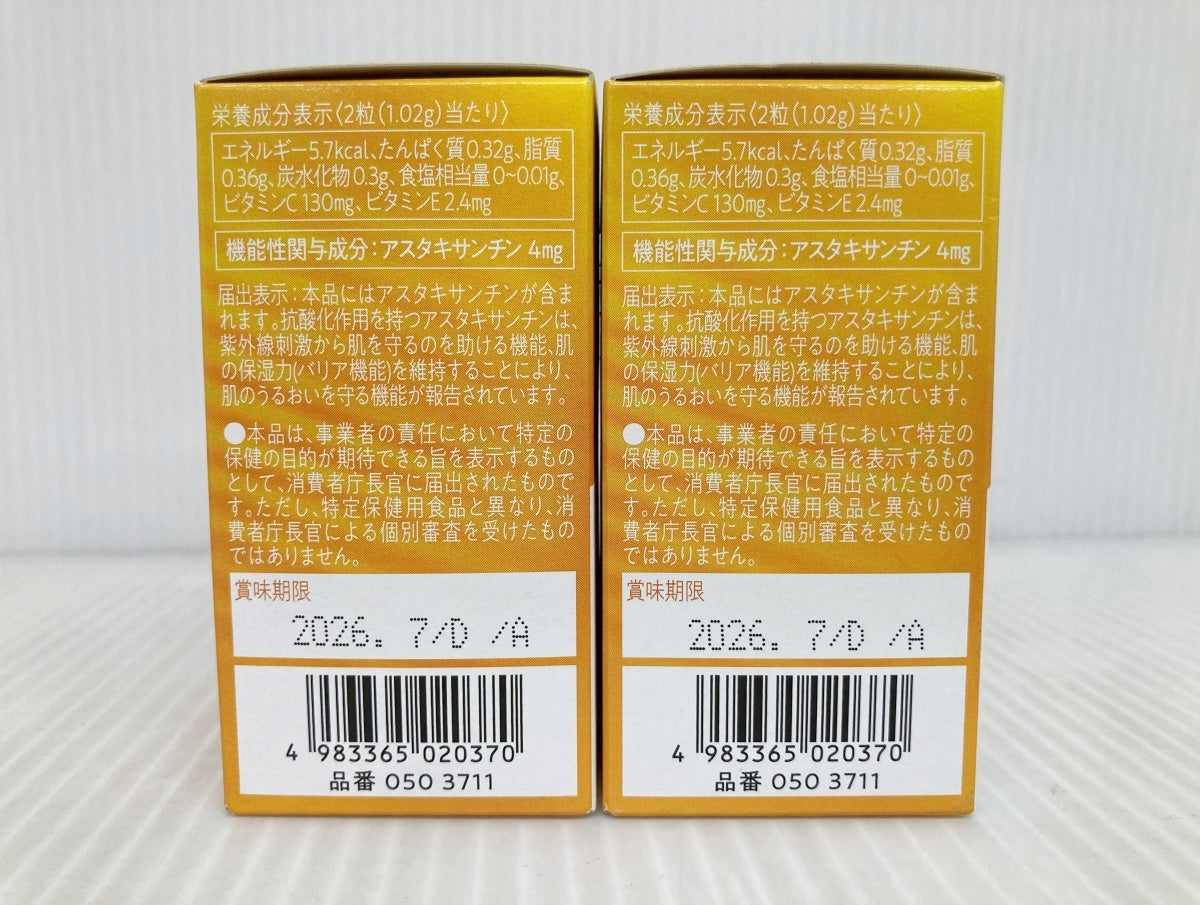 栄養成分表示〈2粒(1.02g)当たり〉
エネルギー5.7kcal、たんぱく質0.32g、脂質
0.36g、炭水化物0.3g、食塩相当量0~0.01g、
ビタミンC 130mg、ビタミンE 2.4mg
機能性関与成分：アスタキサンチン 4mg
届出表示：本品にはアスタキサンチンが含ま
れます。抗酸化作用を持つアスタキサンチンは、
紫外線刺激から肌を守るのを助ける機能、肌
の保湿力(バリア機能)を維持することにより、
肌のうるおいを守る機能が報告されています。
●本品は、事業者の責任において特定の
保健の目的が期待できる旨を表示するもの
として、消費者庁長官に届出されたもので
す。ただし、特定保健用食品と異なり、消
費者庁長官による個別審査を受けたもの
ではありません。
賞味期限
2026. 7/D /A
4 983365 020370
品番 050 3711
栄養成分表示〈2粒(1.02g)当たり〉
エネルギー5.7kcal、たんぱく質0.32g、脂質
0.36g、炭水化物0.3g、食塩相当量0~0.01g、
ビタミンC 130mg、ビタミンE 2.4mg
機能性関与成分：アスタキサンチン 4mg
届出表示：本品にはアスタキサンチンが含ま
れます。抗酸化作用を持つアスタキサンチンは、
紫外線刺激から肌を守るのを助ける機能、肌
の保湿力(バリア機能)を維持することにより、
肌のうるおいを守る機能が報告されています。
●本品は、事業者の責任において特定の
保健の目的が期待できる旨を表示するもの
として、消費者庁長官に届出されたもので
す。ただし、特定保健用食品と異なり、消
費者庁長官による個別審査を受けたもの
ではありません。
賞味期限
2026. 7/D /A
4 983365 020370
品番 050 3711